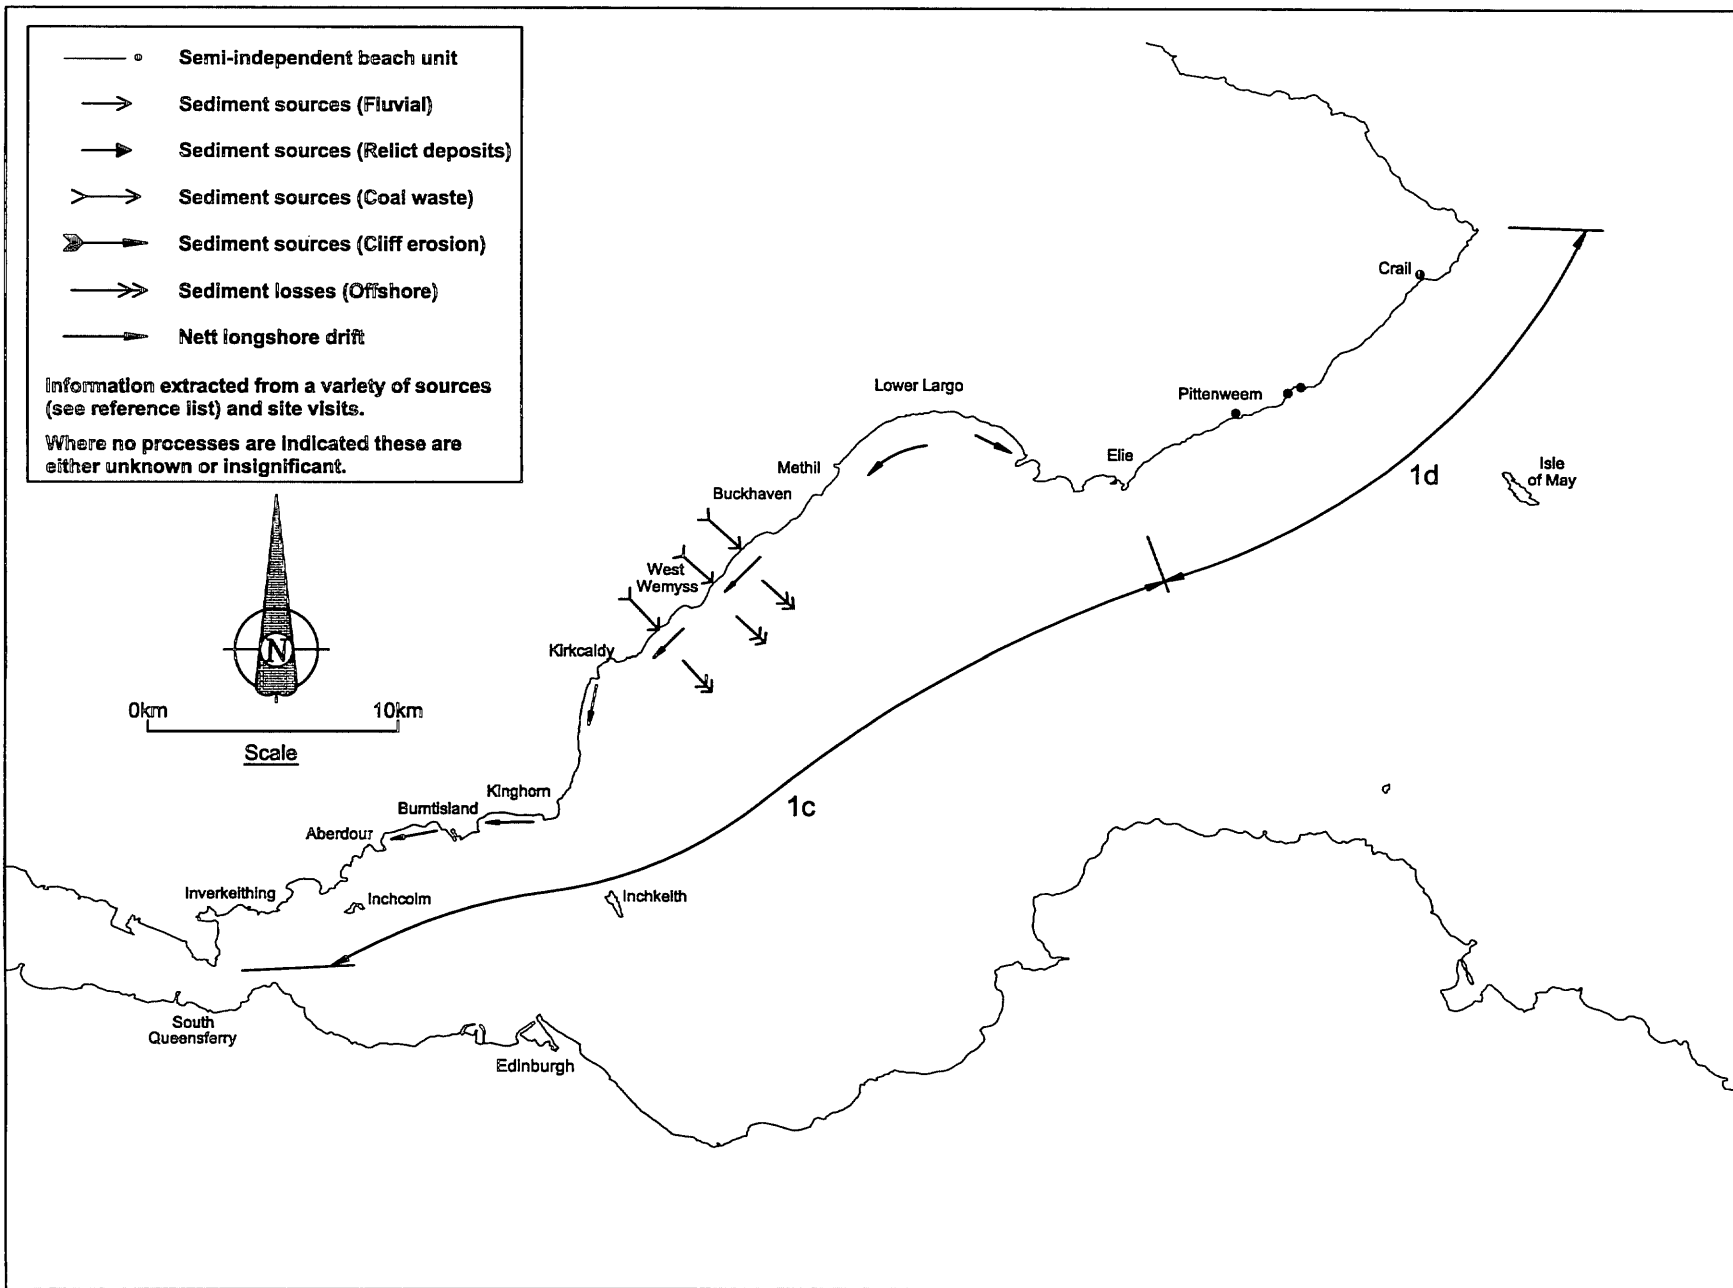 Semi-independent beach unit
Sediment sources (Fluvial)
Sediment sources (Relict deposits)
Sediment sources (Coal waste)
Sediment sources (Cliff erosion)
Sediment losses (Offshore)
Nett longshore drift
Information extracted from a variety of sources
(see reference list) and site visits.
Where no processes are indicated these are
either unknown or insignificant.
N
0km 10km
Scale
Crail
Pittenweem
Lower Largo
Elie
Methil
Buckhaven
1d
Isle
of May
West
Wemyss
Kirkcaldy
Kinghorn
Burntisland
Aberdour
1c
Inverkeithing
Inchcolm
Inchkeith
South
Queensferry
Edinburgh